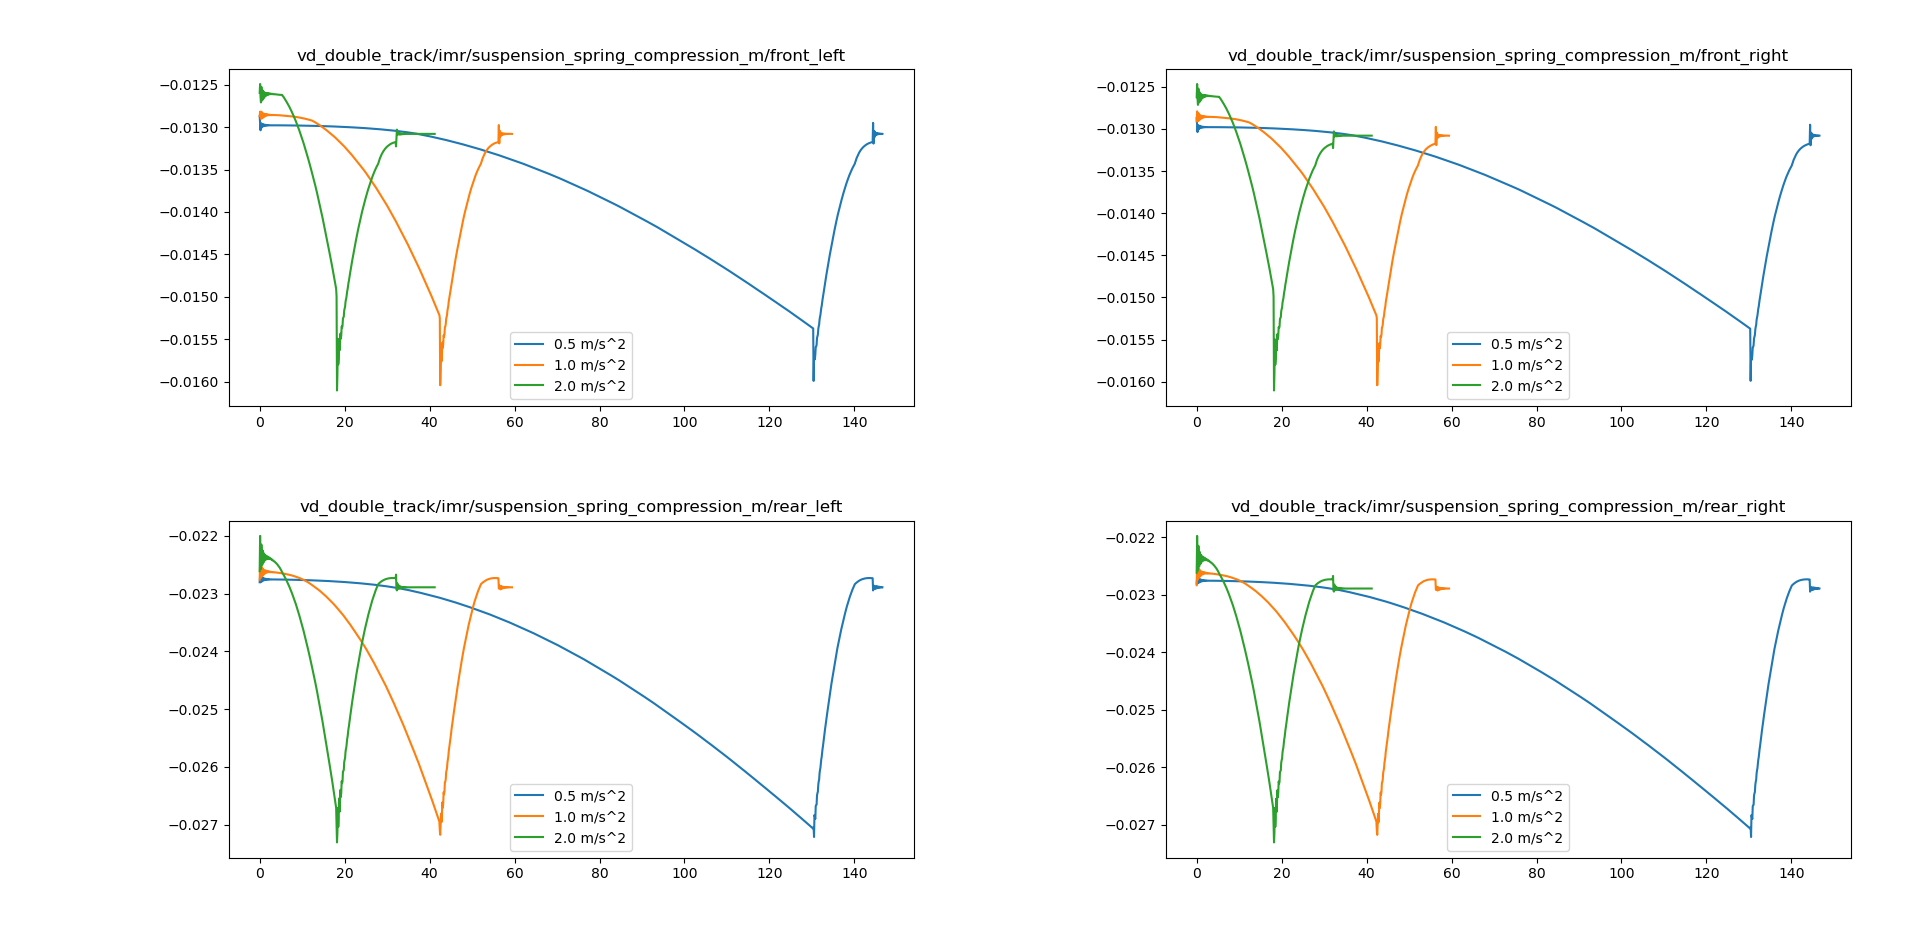 vd_double_track/imr/suspension_spring_compression_m/front_left
−0.0125
−0.0130
−0.0135
−0.0140
−0.0145
−0.0150
−0.0155
−0.0160
0.5 m/s^2
1.0 m/s^2
2.0 m/s^2
0 20 40 60 80 100 120 140
vd_double_track/imr/suspension_spring_compression_m/front_right
−0.0125
−0.0130
−0.0135
−0.0140
−0.0145
−0.0150
−0.0155
−0.0160
0.5 m/s^2
1.0 m/s^2
2.0 m/s^2
0 20 40 60 80 100 120 140
vd_double_track/imr/suspension_spring_compression_m/rear_left
−0.022
−0.023
−0.024
−0.025
−0.026
−0.027
0.5 m/s^2
1.0 m/s^2
2.0 m/s^2
0 20 40 60 80 100 120 140
vd_double_track/imr/suspension_spring_compression_m/rear_right
−0.022
−0.023
−0.024
−0.025
−0.026
−0.027
0.5 m/s^2
1.0 m/s^2
2.0 m/s^2
0 20 40 60 80 100 120 140